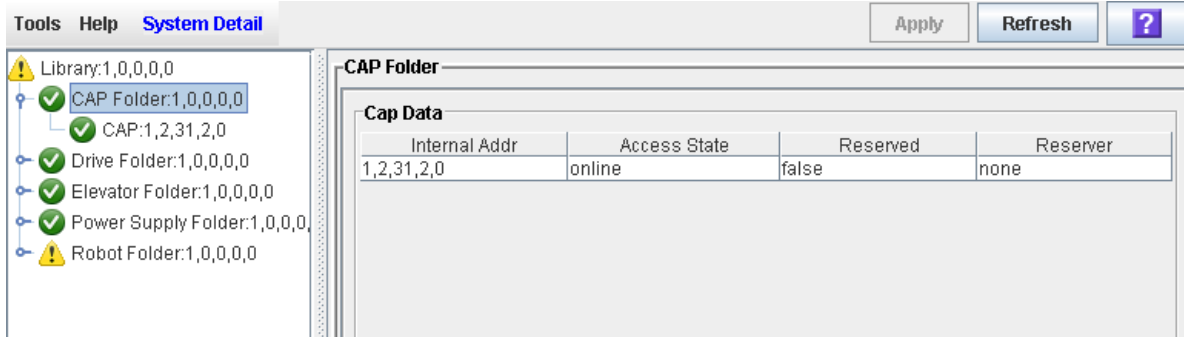 Tools Help System Detail Apply Refresh ?
Library:1,0,0,0,0
CAP Folder:1,0,0,0,0
CAP:1,2,31,2,0
Drive Folder:1,0,0,0,0
Elevator Folder:1,0,0,0,0
Power Supply Folder:1,0,0,0,
Robot Folder:1,0,0,0,0
CAP Folder
Cap Data
Internal Addr Access State Reserved Reserver
1,2,31,2,0 online false none